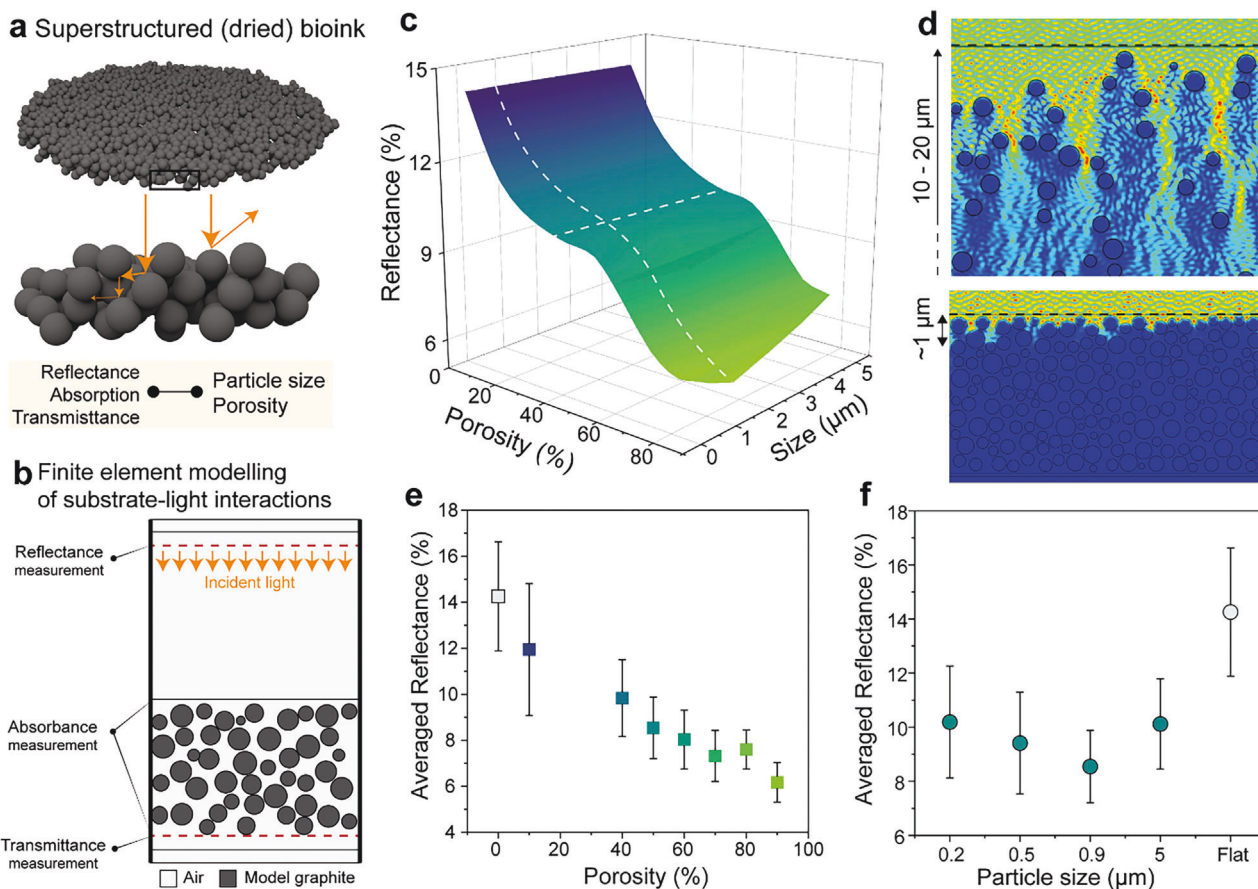 a Superstructured (dried) bioink
Reflectance
Absorption
Transmisttance
Particle size
Porosity
b Finite element modelling
of substrate-light interactions
Reflectance
measurement
Incident light
Absorbance
measurement
Transmittance
measurement
Air
Model graphite
c
Reflectance (%)
15
12
9
6
0
20
40
60
80
Porosity (%)
0
1
2
3
4
5
Size (µm)
d
10 - 20 µm
~1 µm
e
Averaged Reflectance (%)
18
16
14
12
10
8
6
4
0
20
40
60
80
100
Porosity (%)
f
Averaged Reflectance (%)
18
16
14
12
10
8
6
0.2
0.5
0.9
5
Flat
Particle size (µm)